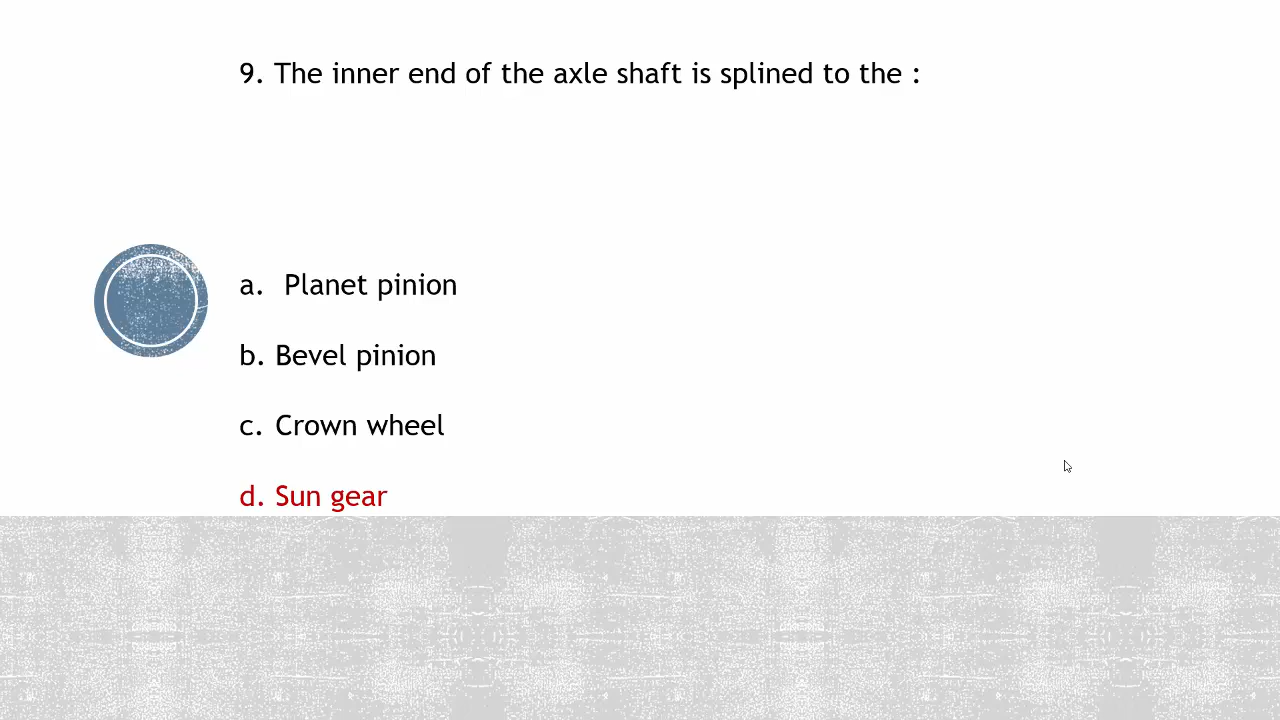 9. The inner end of the axle shaft is splined to the :
a. Planet pinion
b. Bevel pinion
c. Crown wheel
d. Sun gear